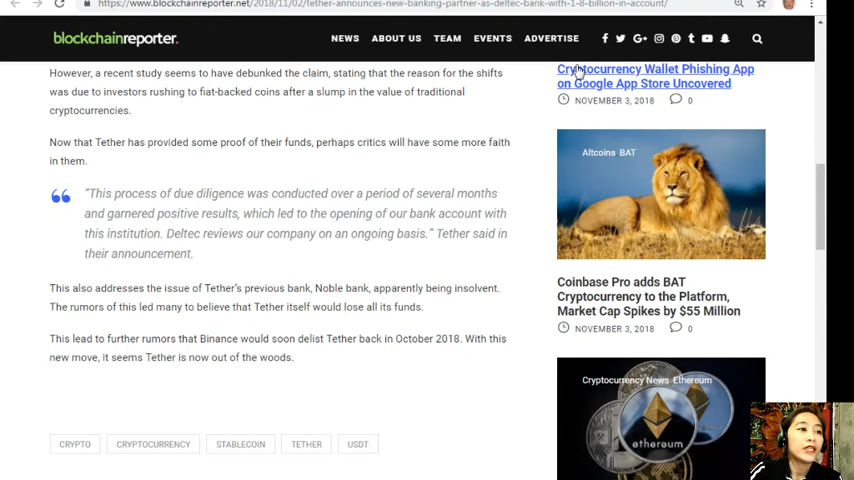 https://www.blockchainreporter.net/2018/11/02/tether-announces-new-banking-partner-as-deltec-bank-with-1-8-billion-in-account/
blockchainreporter.
NEWS ABOUT US TEAM EVENTS ADVERTISE
However, a recent study seems to have debunked the claim, stating that the reason for the shifts
was due to investors rushing to fiat-backed coins after a slump in the value of traditional
cryptocurrencies.
Now that Tether has provided some proof of their funds, perhaps critics will have some more faith
in them.
“This process of due diligence was conducted over a period of several months
and garnered positive results, which led to the opening of our bank account with
this institution. Deltec reviews our company on an ongoing basis.” Tether said in
their announcement.
This also addresses the issue of Tether’s previous bank, Noble bank, apparently being insolvent.
The rumors of this led many to believe that Tether itself would lose all its funds.
This lead to further rumors that Binance would soon delist Tether back in October 2018. With this
new move, it seems Tether is now out of the woods.
CRYPTO CRYPTOCURRENCY STABLECOIN TETHER USDT
Cryptocurrency Wallet Phishing App
on Google App Store Uncovered
NOVEMBER 3, 2018 0
Altcoins BAT
Coinbase Pro adds BAT
Cryptocurrency to the Platform,
Market Cap Spikes by $55 Million
NOVEMBER 3, 2018 0
Cryptocurrency News Ethereum
ethereum